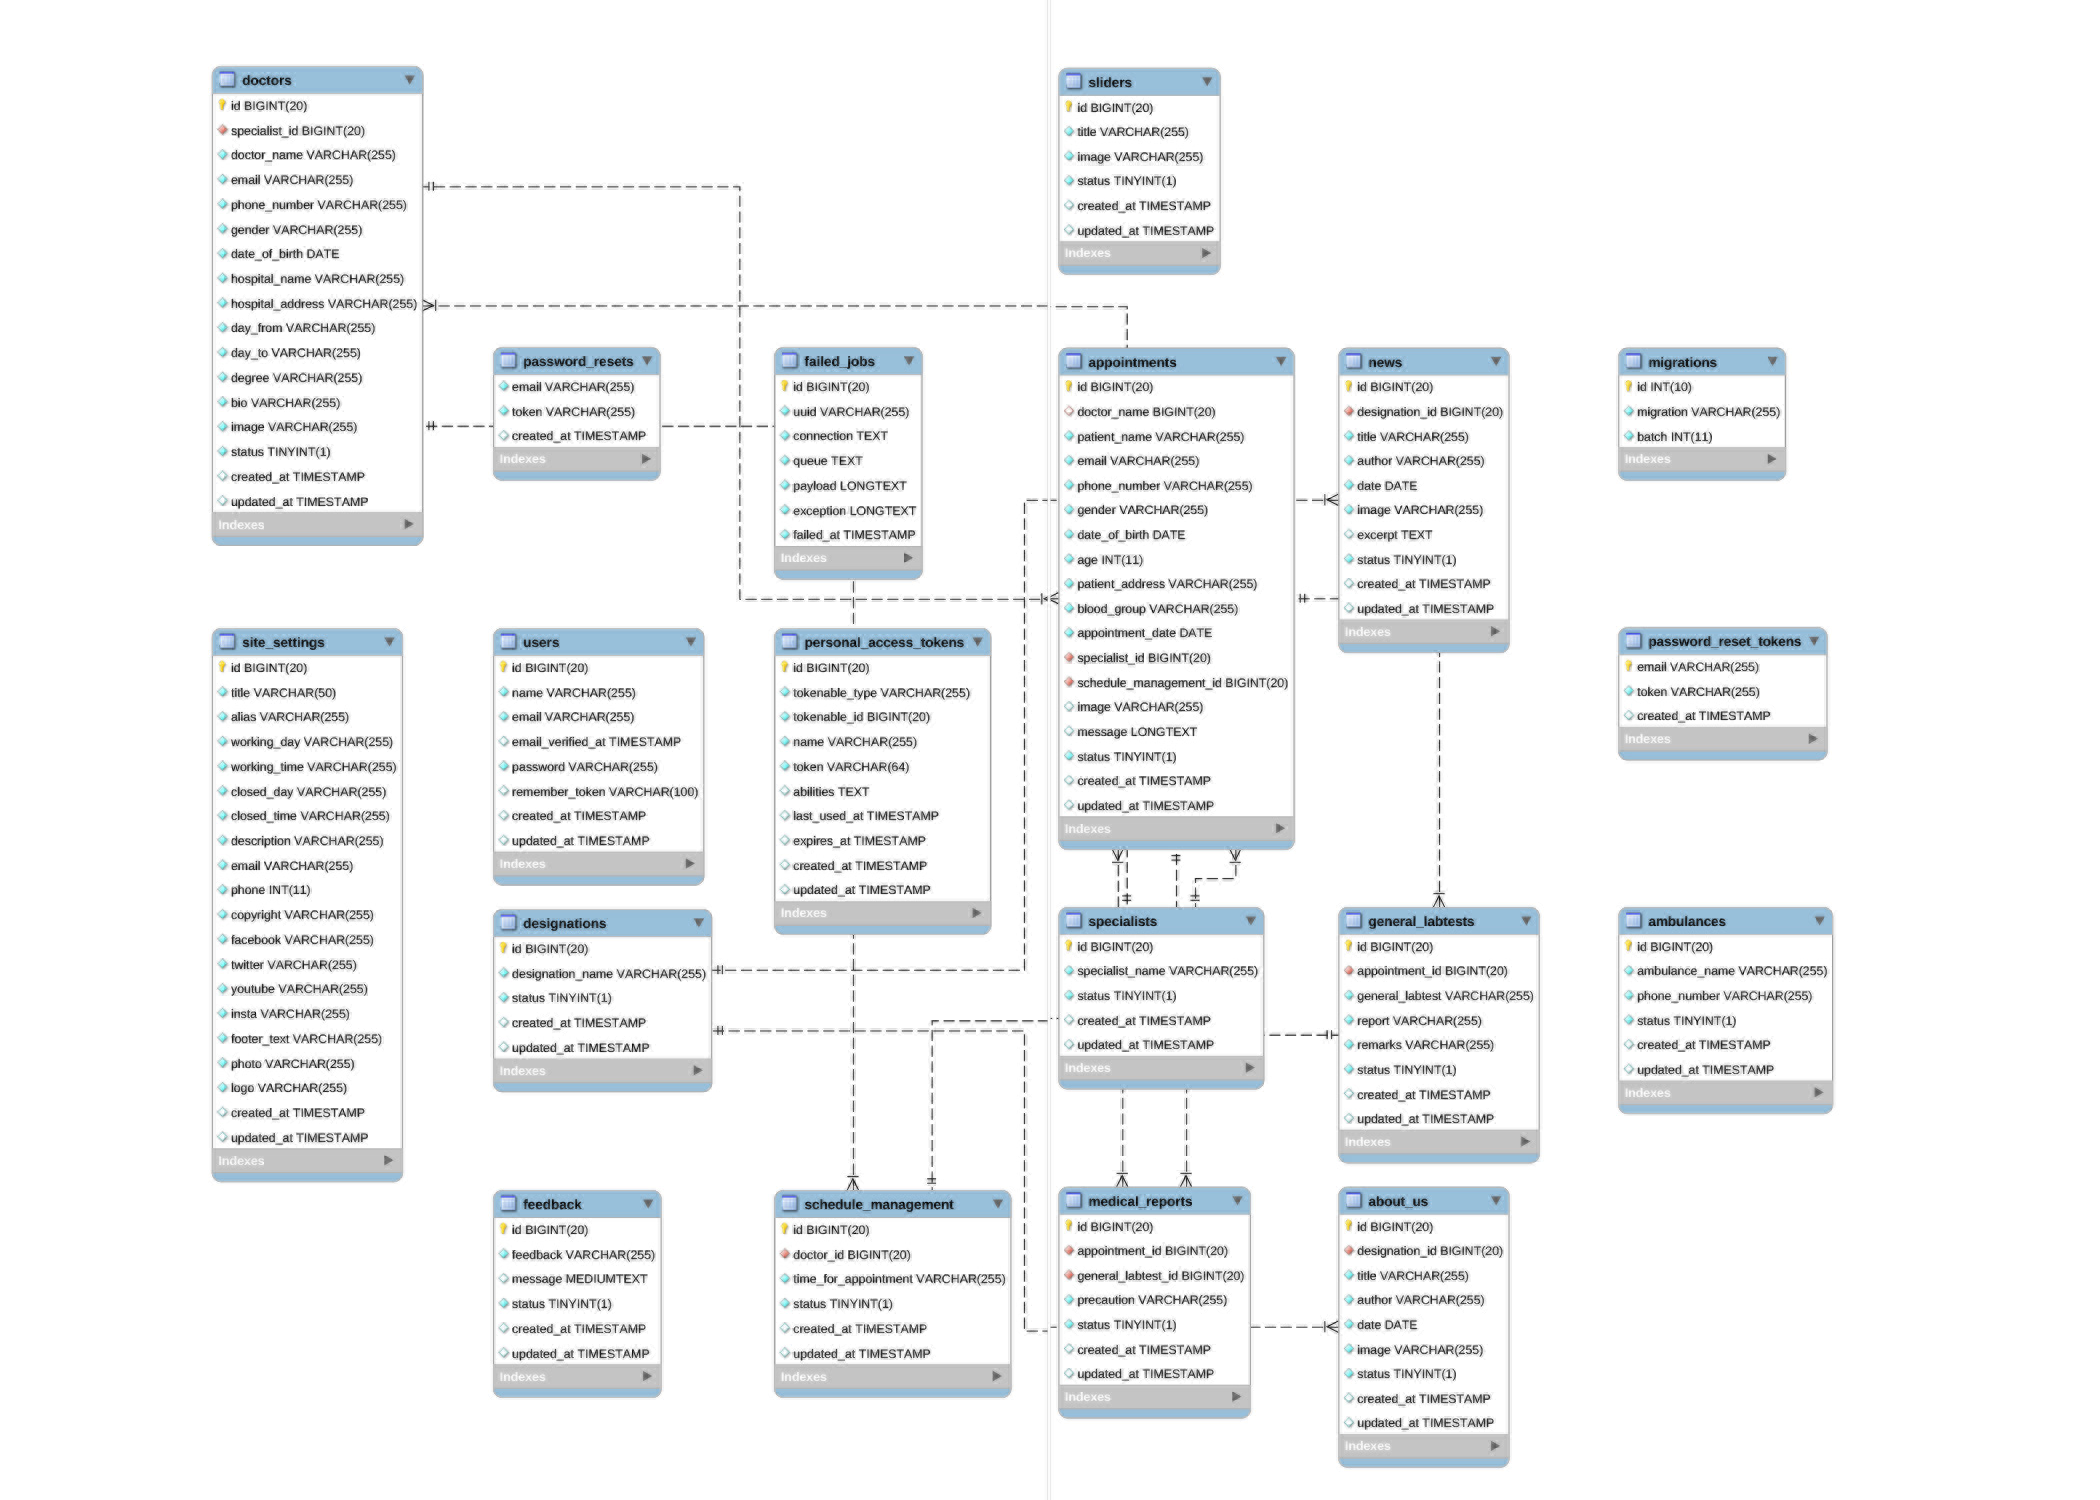 doctors
id BIGINT(20)
specialist_id BIGINT(20)
doctor_name VARCHAR(255)
email VARCHAR(255)
phone_number VARCHAR(255)
gender VARCHAR(255)
date_of_birth DATE
hospital_name VARCHAR(255)
hospital_address VARCHAR(255)
day_from VARCHAR(255)
day_to VARCHAR(255)
degree VARCHAR(255)
bio VARCHAR(255)
image VARCHAR(255)
status TINYINT(1)
created_at TIMESTAMP
updated_at TIMESTAMP
Indexes
sliders
id BIGINT(20)
title VARCHAR(255)
image VARCHAR(255)
status TINYINT(1)
created_at TIMESTAMP
updated_at TIMESTAMP
Indexes
password_resets
email VARCHAR(255)
token VARCHAR(255)
created_at TIMESTAMP
Indexes
failed_jobs
id BIGINT(20)
uuid VARCHAR(255)
connection TEXT
queue TEXT
payload LONGTEXT
exception LONGTEXT
failed_at TIMESTAMP
Indexes
appointments
id BIGINT(20)
doctor_name BIGINT(20)
patient_name VARCHAR(255)
email VARCHAR(255)
phone_number VARCHAR(255)
gender VARCHAR(255)
date_of_birth DATE
age INT(11)
patient_address VARCHAR(255)
blood_group VARCHAR(255)
appointment_date DATE
specialist_id BIGINT(20)
schedule_management_id BIGINT(20)
image VARCHAR(255)
message LONGTEXT
status TINYINT(1)
created_at TIMESTAMP
updated_at TIMESTAMP
Indexes
news
id BIGINT(20)
designation_id BIGINT(20)
title VARCHAR(255)
author VARCHAR(255)
date DATE
image VARCHAR(255)
excerpt TEXT
status TINYINT(1)
created_at TIMESTAMP
updated_at TIMESTAMP
Indexes
migrations
id INT(10)
migration VARCHAR(255)
batch INT(11)
Indexes
site_settings
id BIGINT(20)
title VARCHAR(50)
alias VARCHAR(255)
working_day VARCHAR(255)
working_time VARCHAR(255)
closed_day VARCHAR(255)
closed_time VARCHAR(255)
description VARCHAR(255)
email VARCHAR(255)
phone INT(11)
copyright VARCHAR(255)
facebook VARCHAR(255)
twitter VARCHAR(255)
youtube VARCHAR(255)
insta VARCHAR(255)
footer_text VARCHAR(255)
photo VARCHAR(255)
logo VARCHAR(255)
created_at TIMESTAMP
updated_at TIMESTAMP
Indexes
users
id BIGINT(20)
name VARCHAR(255)
email VARCHAR(255)
email_verified_at TIMESTAMP
password VARCHAR(255)
remember_token VARCHAR(100)
created_at TIMESTAMP
updated_at TIMESTAMP
Indexes
personal_access_tokens
id BIGINT(20)
tokenable_type VARCHAR(255)
tokenable_id BIGINT(20)
name VARCHAR(255)
token VARCHAR(64)
abilities TEXT
last_used_at TIMESTAMP
expires_at TIMESTAMP
created_at TIMESTAMP
updated_at TIMESTAMP
Indexes
password_reset_tokens
email VARCHAR(255)
token VARCHAR(255)
created_at TIMESTAMP
Indexes
designations
id BIGINT(20)
designation_name VARCHAR(255)
status TINYINT(1)
created_at TIMESTAMP
updated_at TIMESTAMP
Indexes
specialists
id BIGINT(20)
specialist_name VARCHAR(255)
status TINYINT(1)
created_at TIMESTAMP
updated_at TIMESTAMP
Indexes
general_labtests
id BIGINT(20)
appointment_id BIGINT(20)
general_labtest VARCHAR(255)
report VARCHAR(255)
remarks VARCHAR(255)
status TINYINT(1)
created_at TIMESTAMP
updated_at TIMESTAMP
Indexes
ambulances
id BIGINT(20)
ambulance_name VARCHAR(255)
phone_number VARCHAR(255)
status TINYINT(1)
created_at TIMESTAMP
updated_at TIMESTAMP
Indexes
feedback
id BIGINT(20)
feedback VARCHAR(255)
message MEDIUMTEXT
status TINYINT(1)
created_at TIMESTAMP
updated_at TIMESTAMP
Indexes
schedule_management
id BIGINT(20)
doctor_id BIGINT(20)
time_for_appointment VARCHAR(255)
status TINYINT(1)
created_at TIMESTAMP
updated_at TIMESTAMP
Indexes
medical_reports
id BIGINT(20)
appointment_id BIGINT(20)
general_labtest_id BIGINT(20)
precaution VARCHAR(255)
status TINYINT(1)
created_at TIMESTAMP
updated_at TIMESTAMP
Indexes
about_us
id BIGINT(20)
designation_id BIGINT(20)
title VARCHAR(255)
author VARCHAR(255)
date DATE
image VARCHAR(255)
status TINYINT(1)
created_at TIMESTAMP
updated_at TIMESTAMP
Indexes